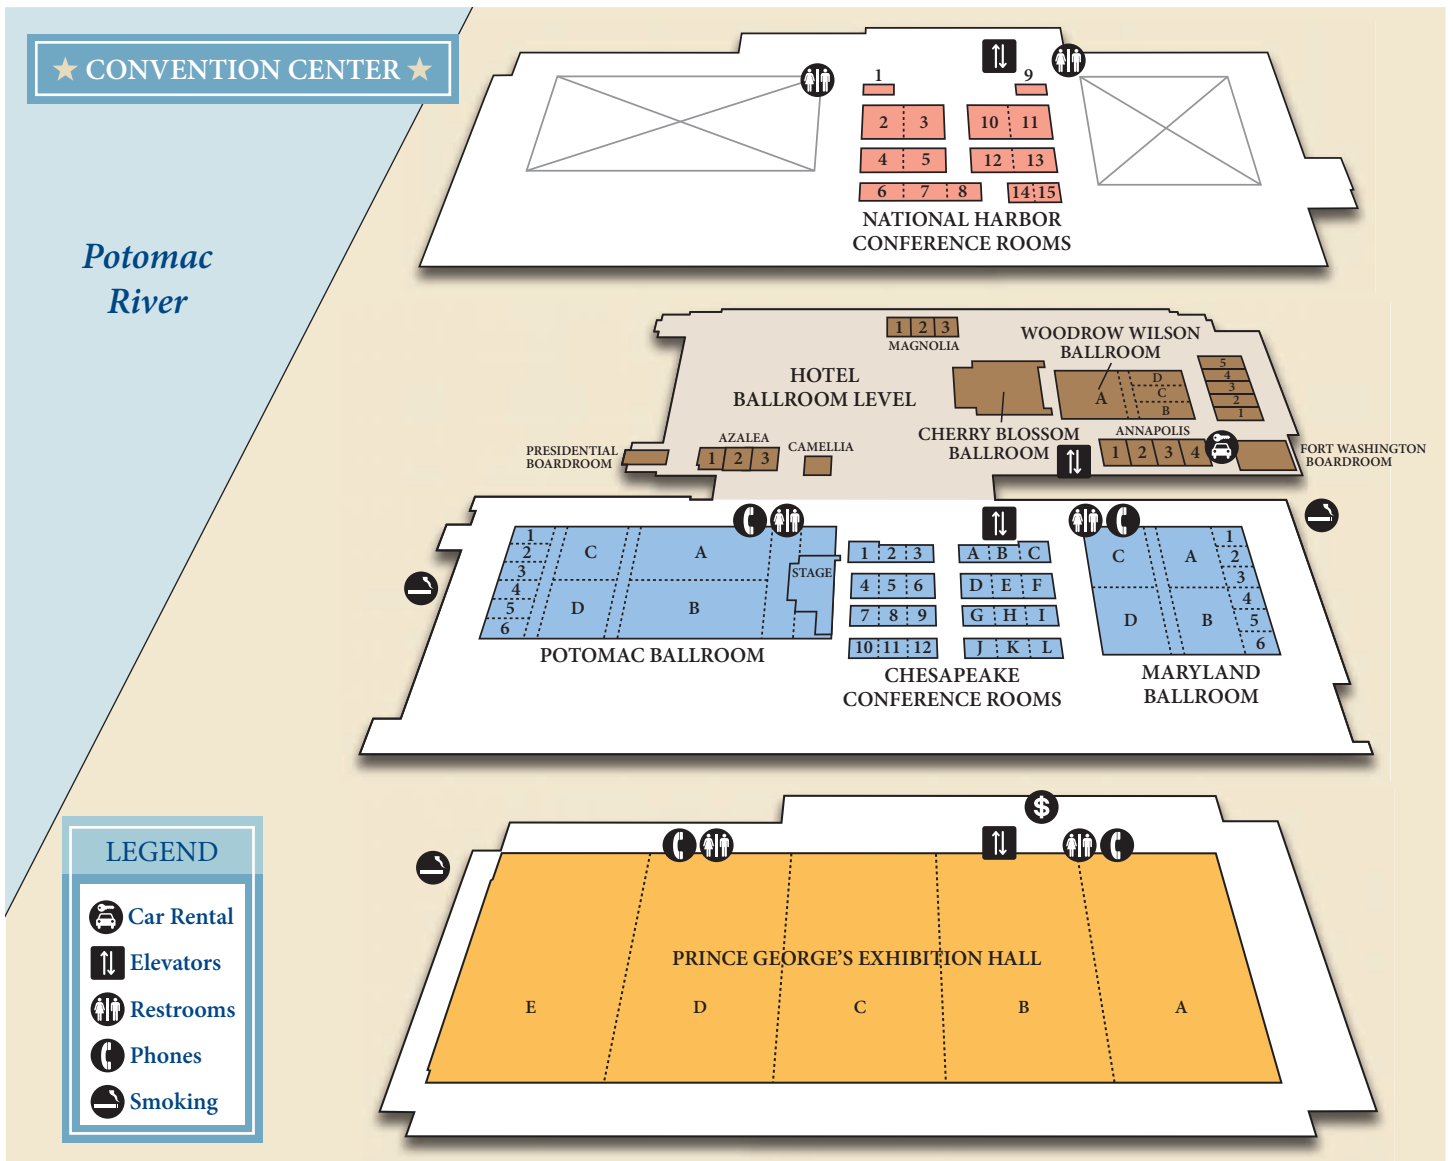 ★ CONVENTION CENTER ★
Potomac
River
1
9
2 3
10 11
4 5
12 13
6 7 8
14 15
NATIONAL HARBOR
CONFERENCE ROOMS
1 2 3
MAGNOLIA
WOODROW WILSON
BALLROOM
HOTEL
BALLROOM LEVEL
A
D
C
B
5
4
3
2
1
CHERRY BLOSSOM
BALLROOM
ANNAPOLIS
1 2 3 4
PRESIDENTIAL
BOARDROOM
AZALEA
1 2 3
CAMELLIA
FORT WASHINGTON
BOARDROOM
1
2
3
4
5
6
C
A
D
B
STAGE
POTOMAC BALLROOM
1 2 3
A B C
4 5 6
D E F
7 8 9
G H I
10 11 12
J K L
CHESAPEAKE
CONFERENCE ROOMS
C
A
D
B
1
2
3
4
5
6
MARYLAND
BALLROOM
$
PRINCE GEORGE'S EXHIBITION HALL
E D C B A
LEGEND
Car Rental
Elevators
Restrooms
Phones
Smoking